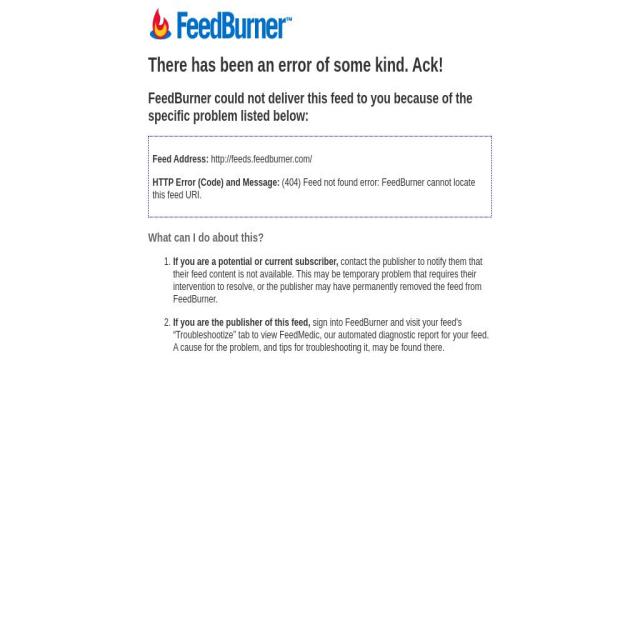 FeedBurner™
There has been an error of some kind. Ack!
FeedBurner could not deliver this feed to you because of the
specific problem listed below:
Feed Address: http://feeds.feedburner.com/
HTTP Error (Code) and Message: (404) Feed not found error: FeedBurner cannot locate
this feed URI.
What can I do about this?
1. If you are a potential or current subscriber, contact the publisher to notify them that
their feed content is not available. This may be temporary problem that requires their
intervention to resolve, or the publisher may have permanently removed the feed from
FeedBurner.
2. If you are the publisher of this feed, sign into FeedBurner and visit your feed's
“Troubleshootize” tab to view FeedMedic, our automated diagnostic report for your feed.
A cause for the problem, and tips for troubleshooting it, may be found there.